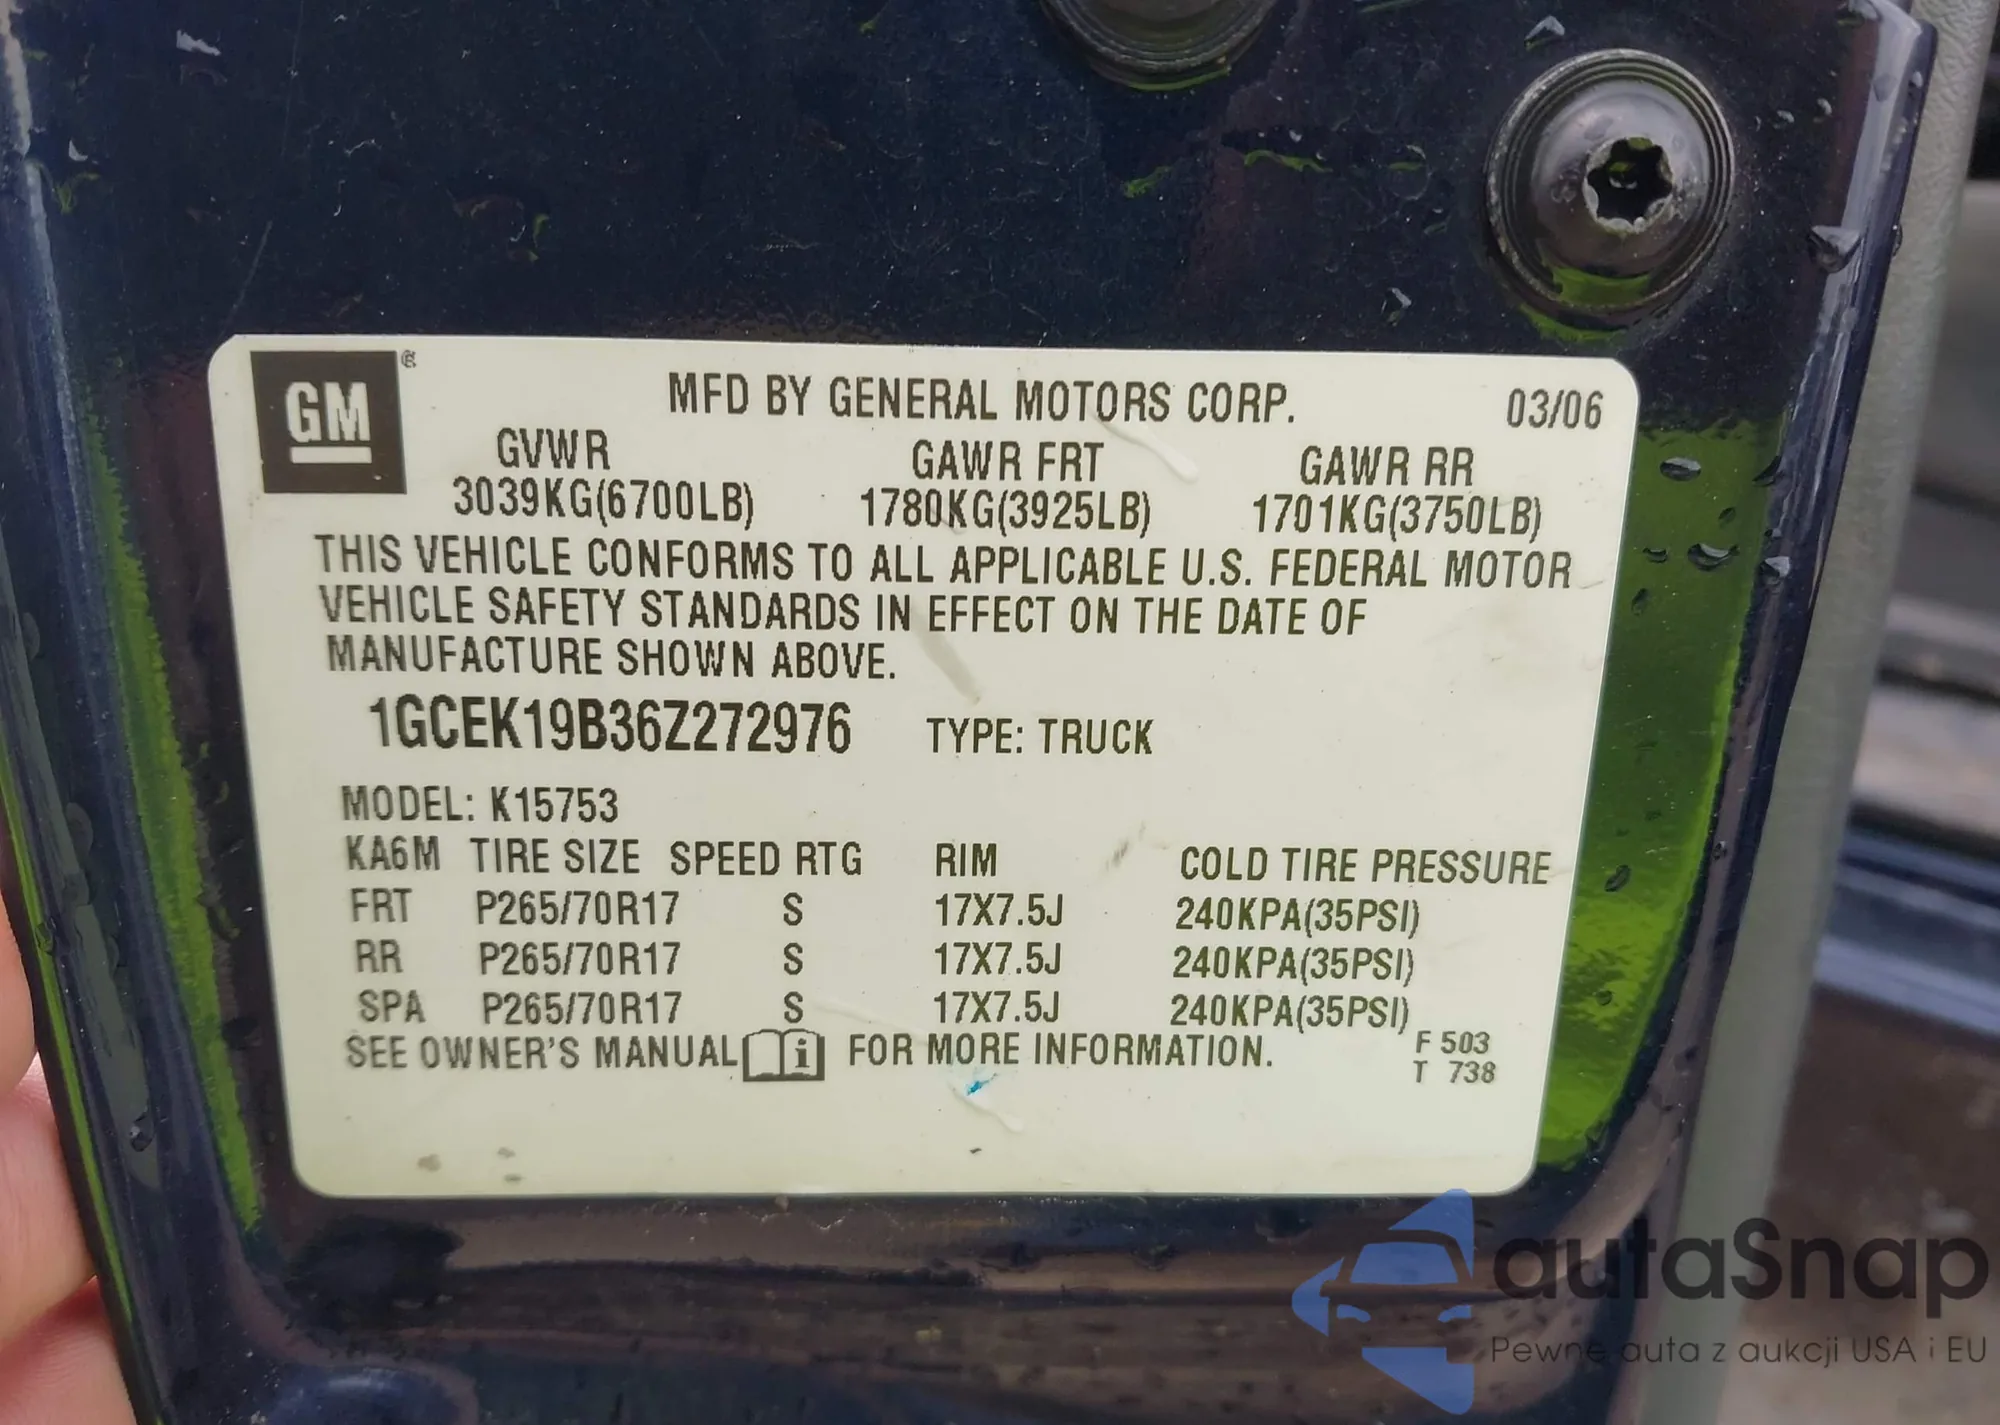 GM ®
MFD BY GENERAL MOTORS CORP. 03/06
GVWR GAWR FRT GAWR RR
3039KG(6700LB) 1780KG(3925LB) 1701KG(3750LB)
THIS VEHICLE CONFORMS TO ALL APPLICABLE U.S. FEDERAL MOTOR
VEHICLE SAFETY STANDARDS IN EFFECT ON THE DATE OF
MANUFACTURE SHOWN ABOVE.
1GCEK19B36Z272976 TYPE: TRUCK
MODEL: K15753
KA6M TIRE SIZE SPEED RTG RIM COLD TIRE PRESSURE
FRT P265/70R17 S 17X7.5J 240KPA(35PSI)
RR P265/70R17 S 17X7.5J 240KPA(35PSI)
SPA P265/70R17 S 17X7.5J 240KPA(35PSI)
SEE OWNER'S MANUAL i FOR MORE INFORMATION.
F 503
T 738
autaSnap
Pewne auta z aukcji USA i EU